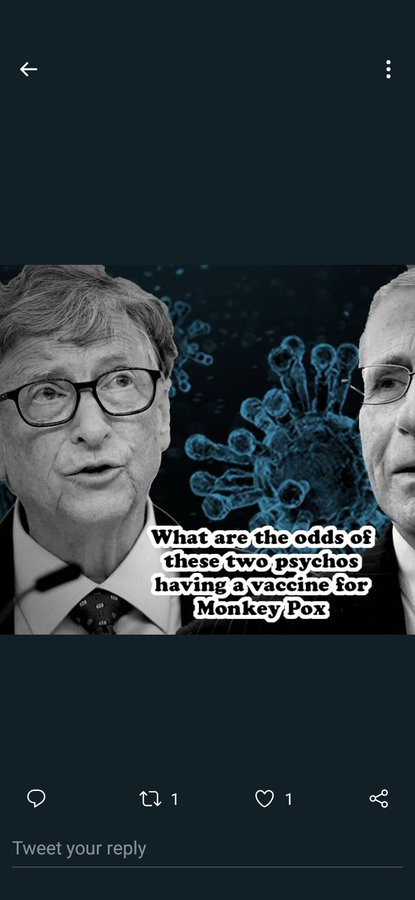 What are the odds of
these two psychos
having a vaccine for
Monkey Pox
1
1
Tweet your reply